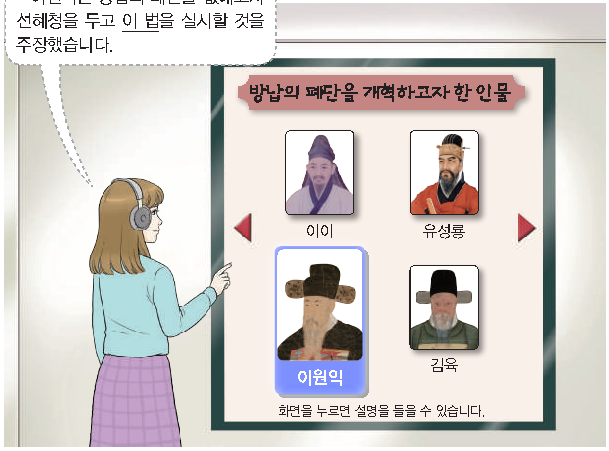 선혜청을 두고 이 법을 실시할 것을
주장했습니다.
방납의 폐단을 개혁하고자 한 인물
이이
유성룡
이원익
김육
화면을 누르면 설명을 들을 수 있습니다.